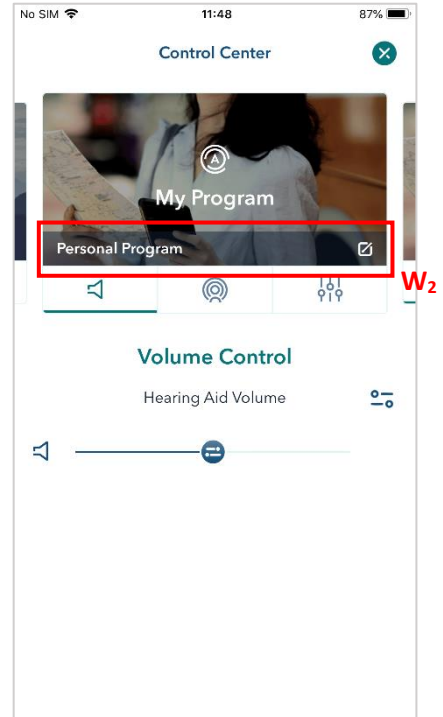 No SIM 11:48 87%
Control Center
A
My Program
Personal Program
W₂
Volume Control
Hearing Aid Volume